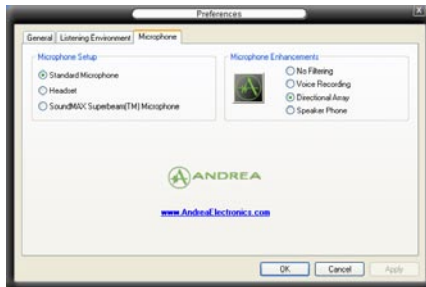 Preferences
General Listening Environment Microphone
Microphone Setup
Standard Microphone
Headset
SoundMAX Superbeam(TM) Microphone
Microphone Enhancements
No Filtering
Voice Recording
Directional Array
Speaker Phone
ANDREA
www.AndreaElectronics.com
OK Cancel Apply